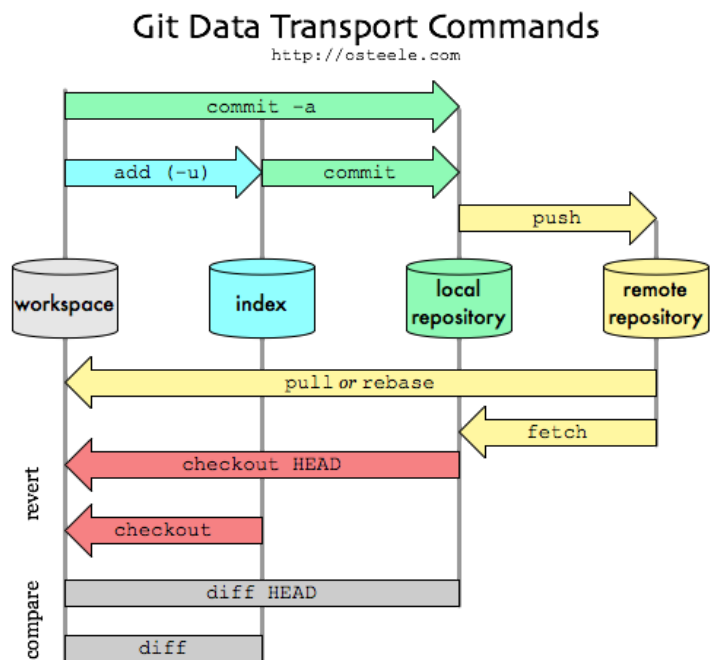 Git Data Transport Commands
http://osteele.com
commit -a
add (-u)
commit
push
workspace
index
local
repository
remote
repository
pull or rebase
fetch
revert
checkout HEAD
checkout
compare
diff HEAD
diff